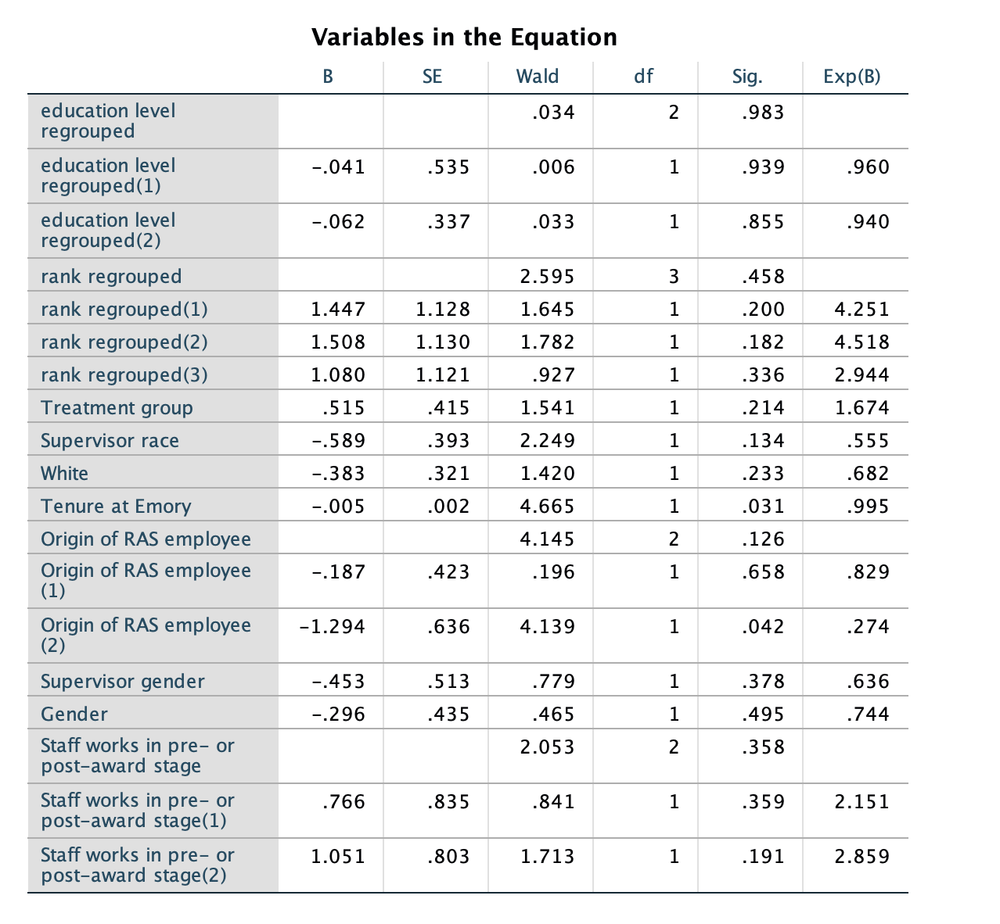 Variables in the Equation
B SE Wald df Sig. Exp(B)
education level
regrouped .034 2 .983
education level
regrouped(1) –.041 .535 .006 1 .939 .960
education level
regrouped(2) –.062 .337 .033 1 .855 .940
rank regrouped 2.595 3 .458
rank regrouped(1) 1.447 1.128 1.645 1 .200 4.251
rank regrouped(2) 1.508 1.130 1.782 1 .182 4.518
rank regrouped(3) 1.080 1.121 .927 1 .336 2.944
Treatment group .515 .415 1.541 1 .214 1.674
Supervisor race –.589 .393 2.249 1 .134 .555
White –.383 .321 1.420 1 .233 .682
Tenure at Emory –.005 .002 4.665 1 .031 .995
Origin of RAS employee 4.145 2 .126
Origin of RAS employee
(1) –.187 .423 .196 1 .658 .829
Origin of RAS employee
(2) –1.294 .636 4.139 1 .042 .274
Supervisor gender –.453 .513 .779 1 .378 .636
Gender –.296 .435 .465 1 .495 .744
Staff works in pre– or
post–award stage 2.053 2 .358
Staff works in pre– or
post–award stage(1) .766 .835 .841 1 .359 2.151
Staff works in pre– or
post–award stage(2) 1.051 .803 1.713 1 .191 2.859